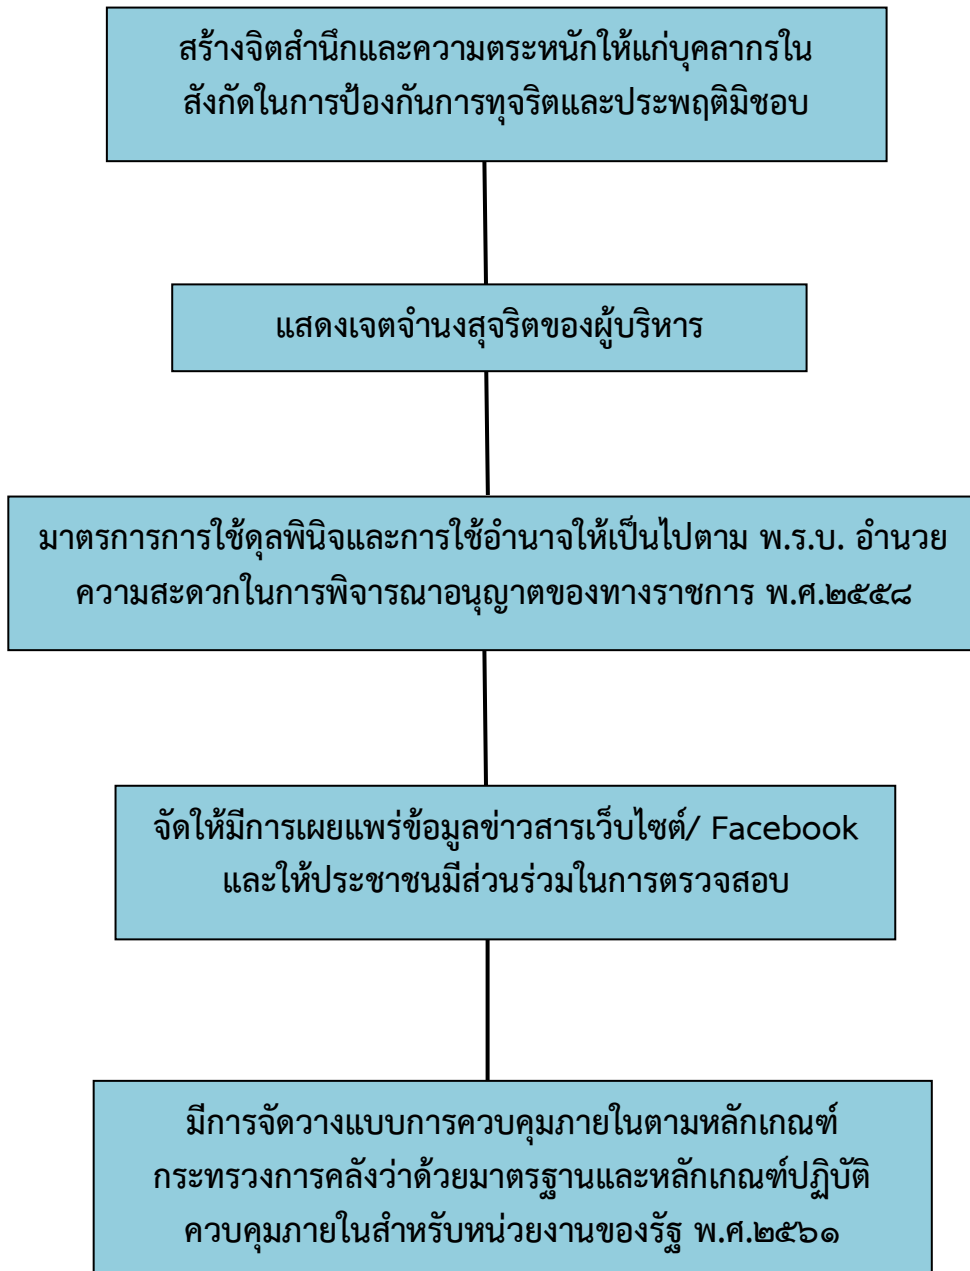 สร้างจิตสำนึกและความตระหนักให้แก่บุคลากรใน
สังกัดในการป้องกันการทุจริตและประพฤติมิชอบ
แสดงเจตจำนงสุจริตของผู้บริหาร
มาตรการการใช้ดุลพินิจและการใช้อำนาจให้เป็นไปตาม พ.ร.บ. อำนวย
ความสะดวกในการพิจารณาอนุญาตของทางราชการ พ.ศ.๒๕๕๘
จัดให้มีการเผยแพร่ข้อมูลข่าวสารเว็บไซต์/ Facebook
และให้ประชาชนมีส่วนร่วมในการตรวจสอบ
มีการจัดวางแบบการควบคุมภายในตามหลักเกณฑ์
กระทรวงการคลังว่าด้วยมาตรฐานและหลักเกณฑ์ปฏิบัติ
ควบคุมภายในสำหรับหน่วยงานของรัฐ พ.ศ.๒๕๖๑